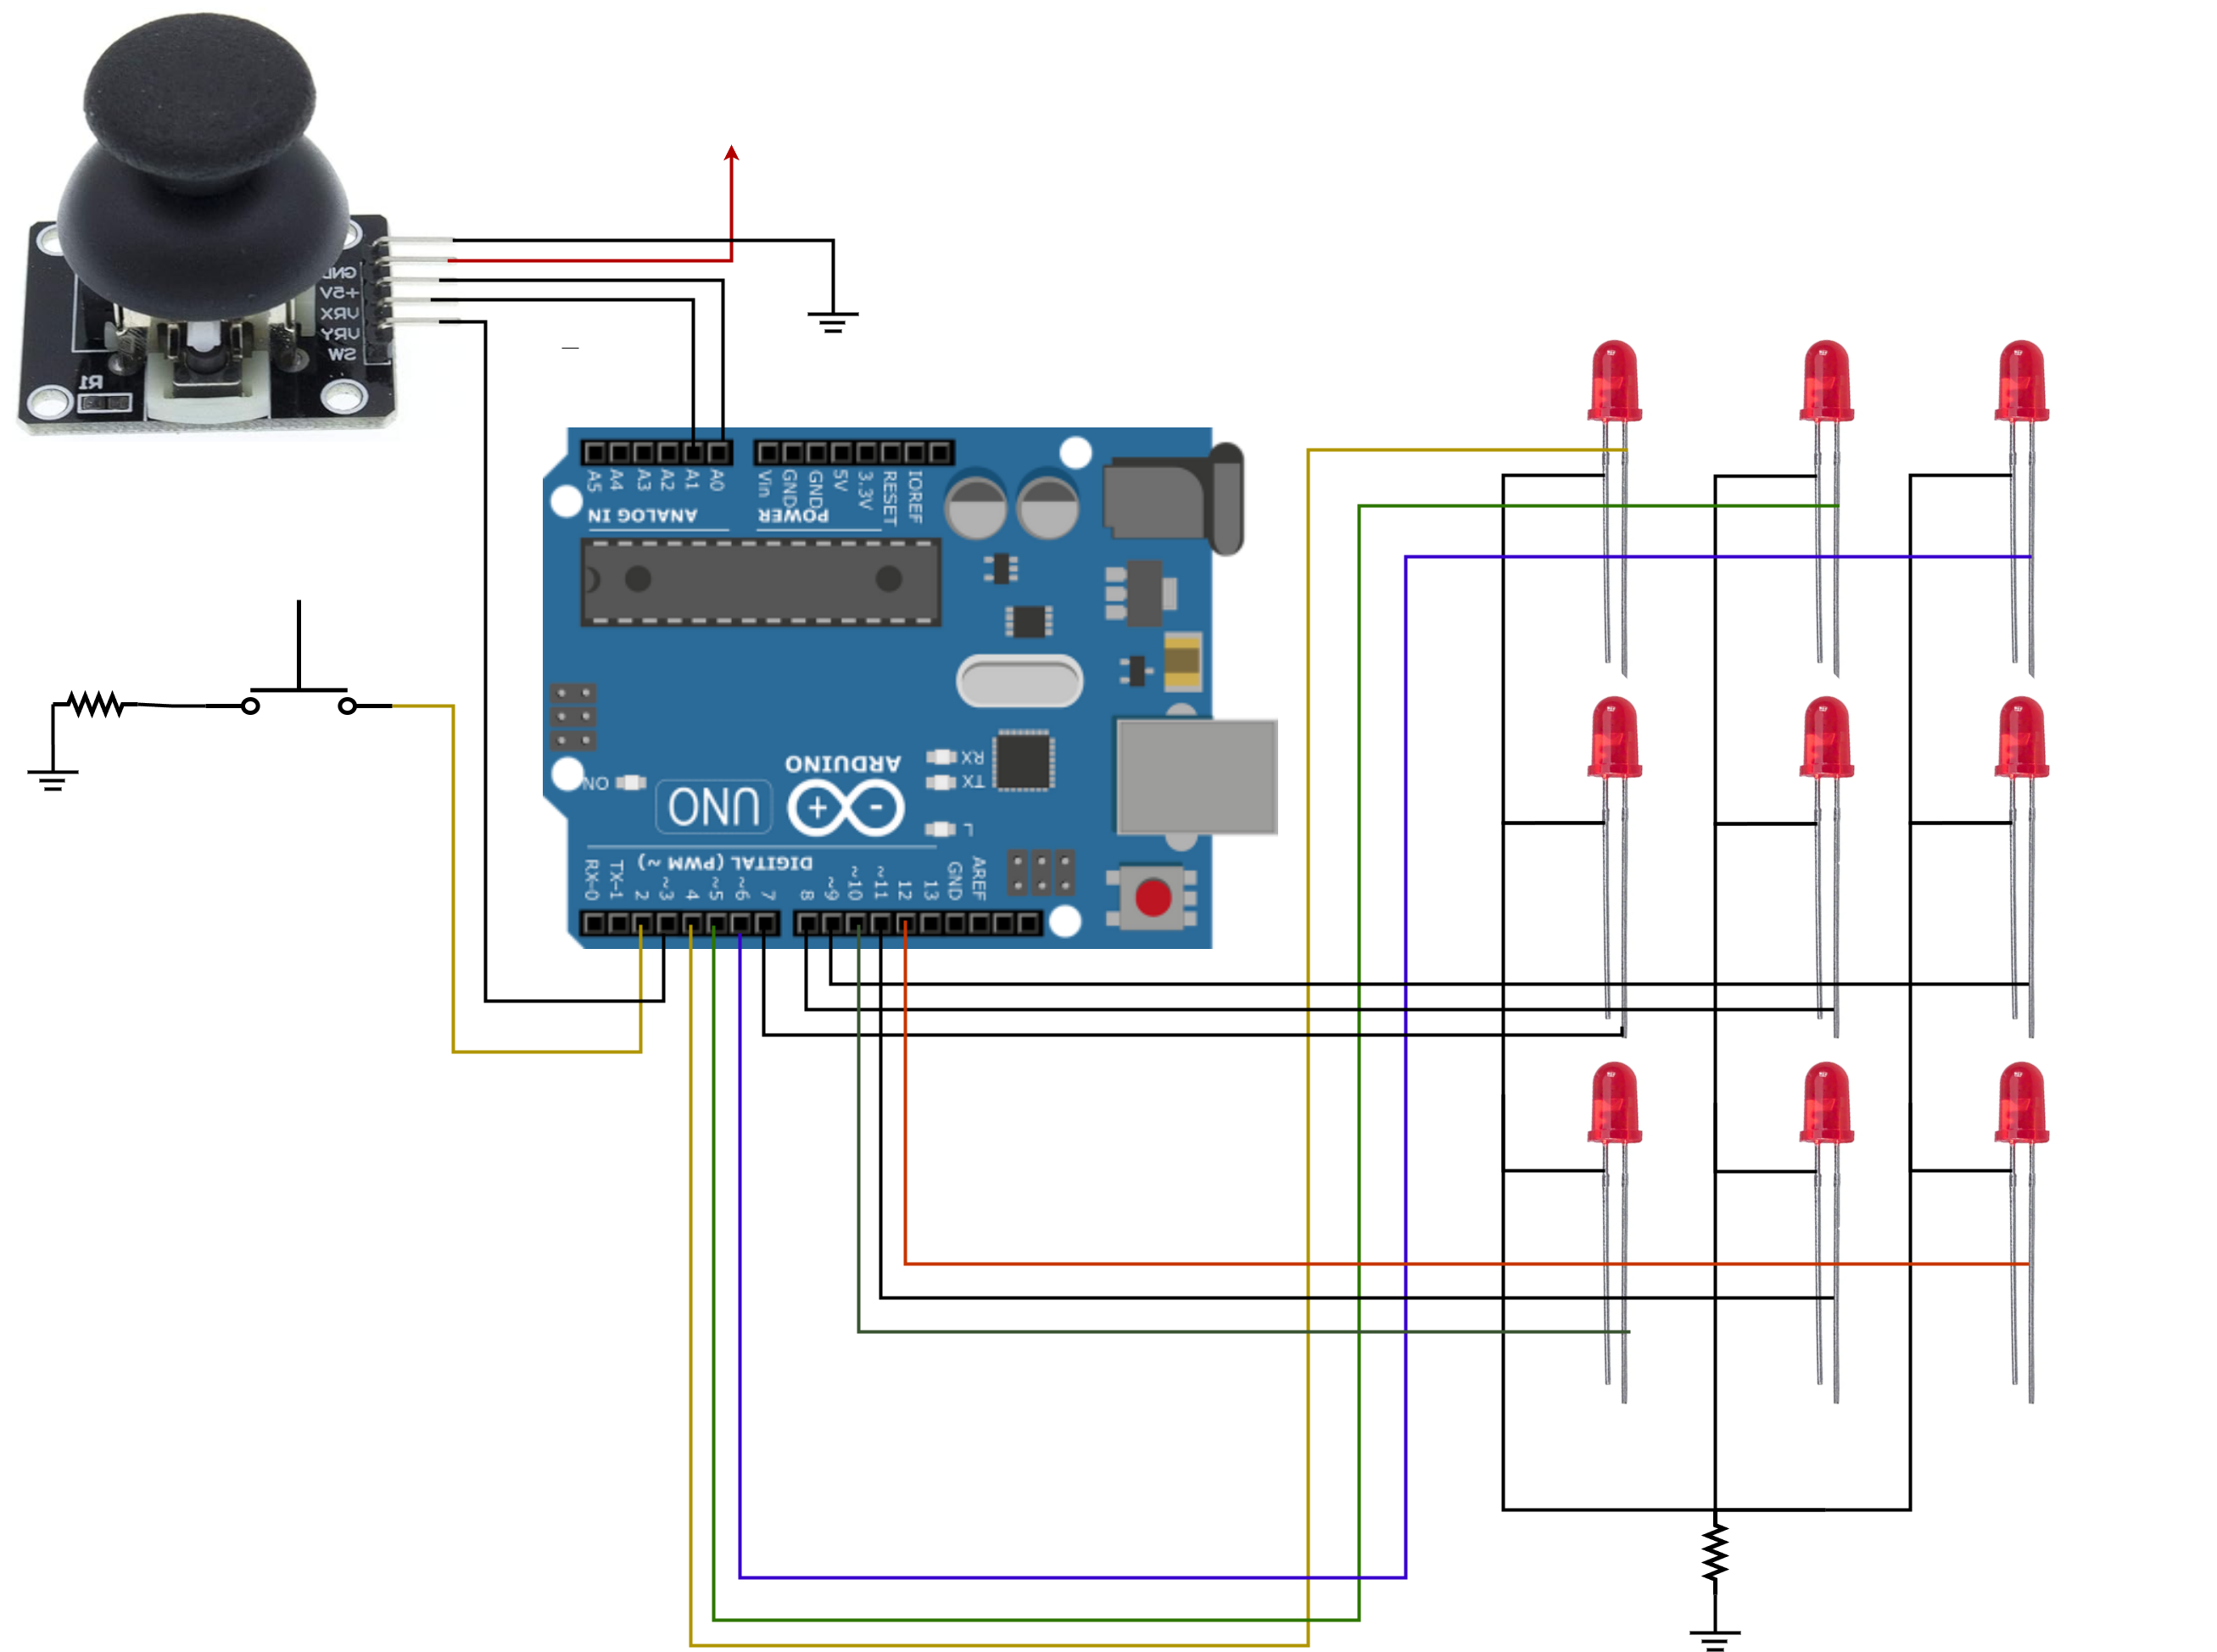 GND
+5V
VRX
VRY
SW
R1
A5 A4 A3 A2 A1 A0
Vin GND GND 5V 3.3V RESET IOREF
ANALOG IN
POWER
RX
TX
ON
ARDUINO
UNO
+ -
L
DIGITAL (PWM ~)
RX-0 TX-1 2 ~3 4 ~5 ~6 7 8 ~9 ~10 ~11 12 13 GND AREF